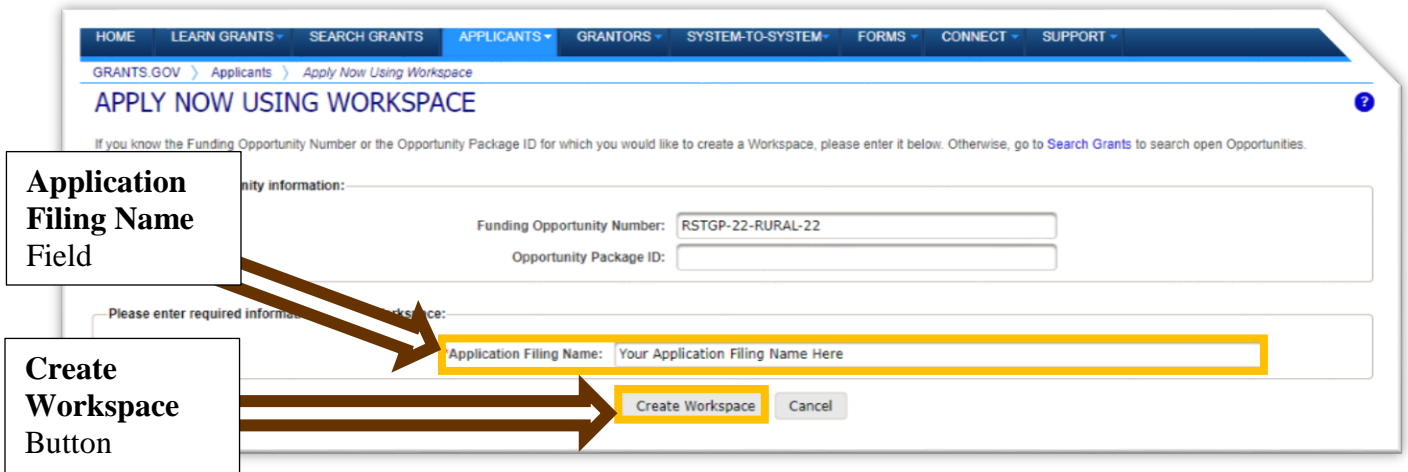 HOME LEARN GRANTS SEARCH GRANTS APPLICANTS GRANTORS SYSTEM-TO-SYSTEM FORMS CONNECT SUPPORT
GRANTS.GOV 〉 Applicants 〉 Apply Now Using Workspace
APPLY NOW USING WORKSPACE
?
If you know the Funding Opportunity Number or the Opportunity Package ID for which you would like to create a Workspace, please enter it below. Otherwise, go to Search Grants to search open Opportunities.
Application
Filing Name
Field
information:
Funding Opportunity Number: RSTGP-22-RURAL-22
Opportunity Package ID:
Please enter required
*Application Filing Name: Your Application Filing Name Here
Create
Workspace
Button
Create Workspace Cancel